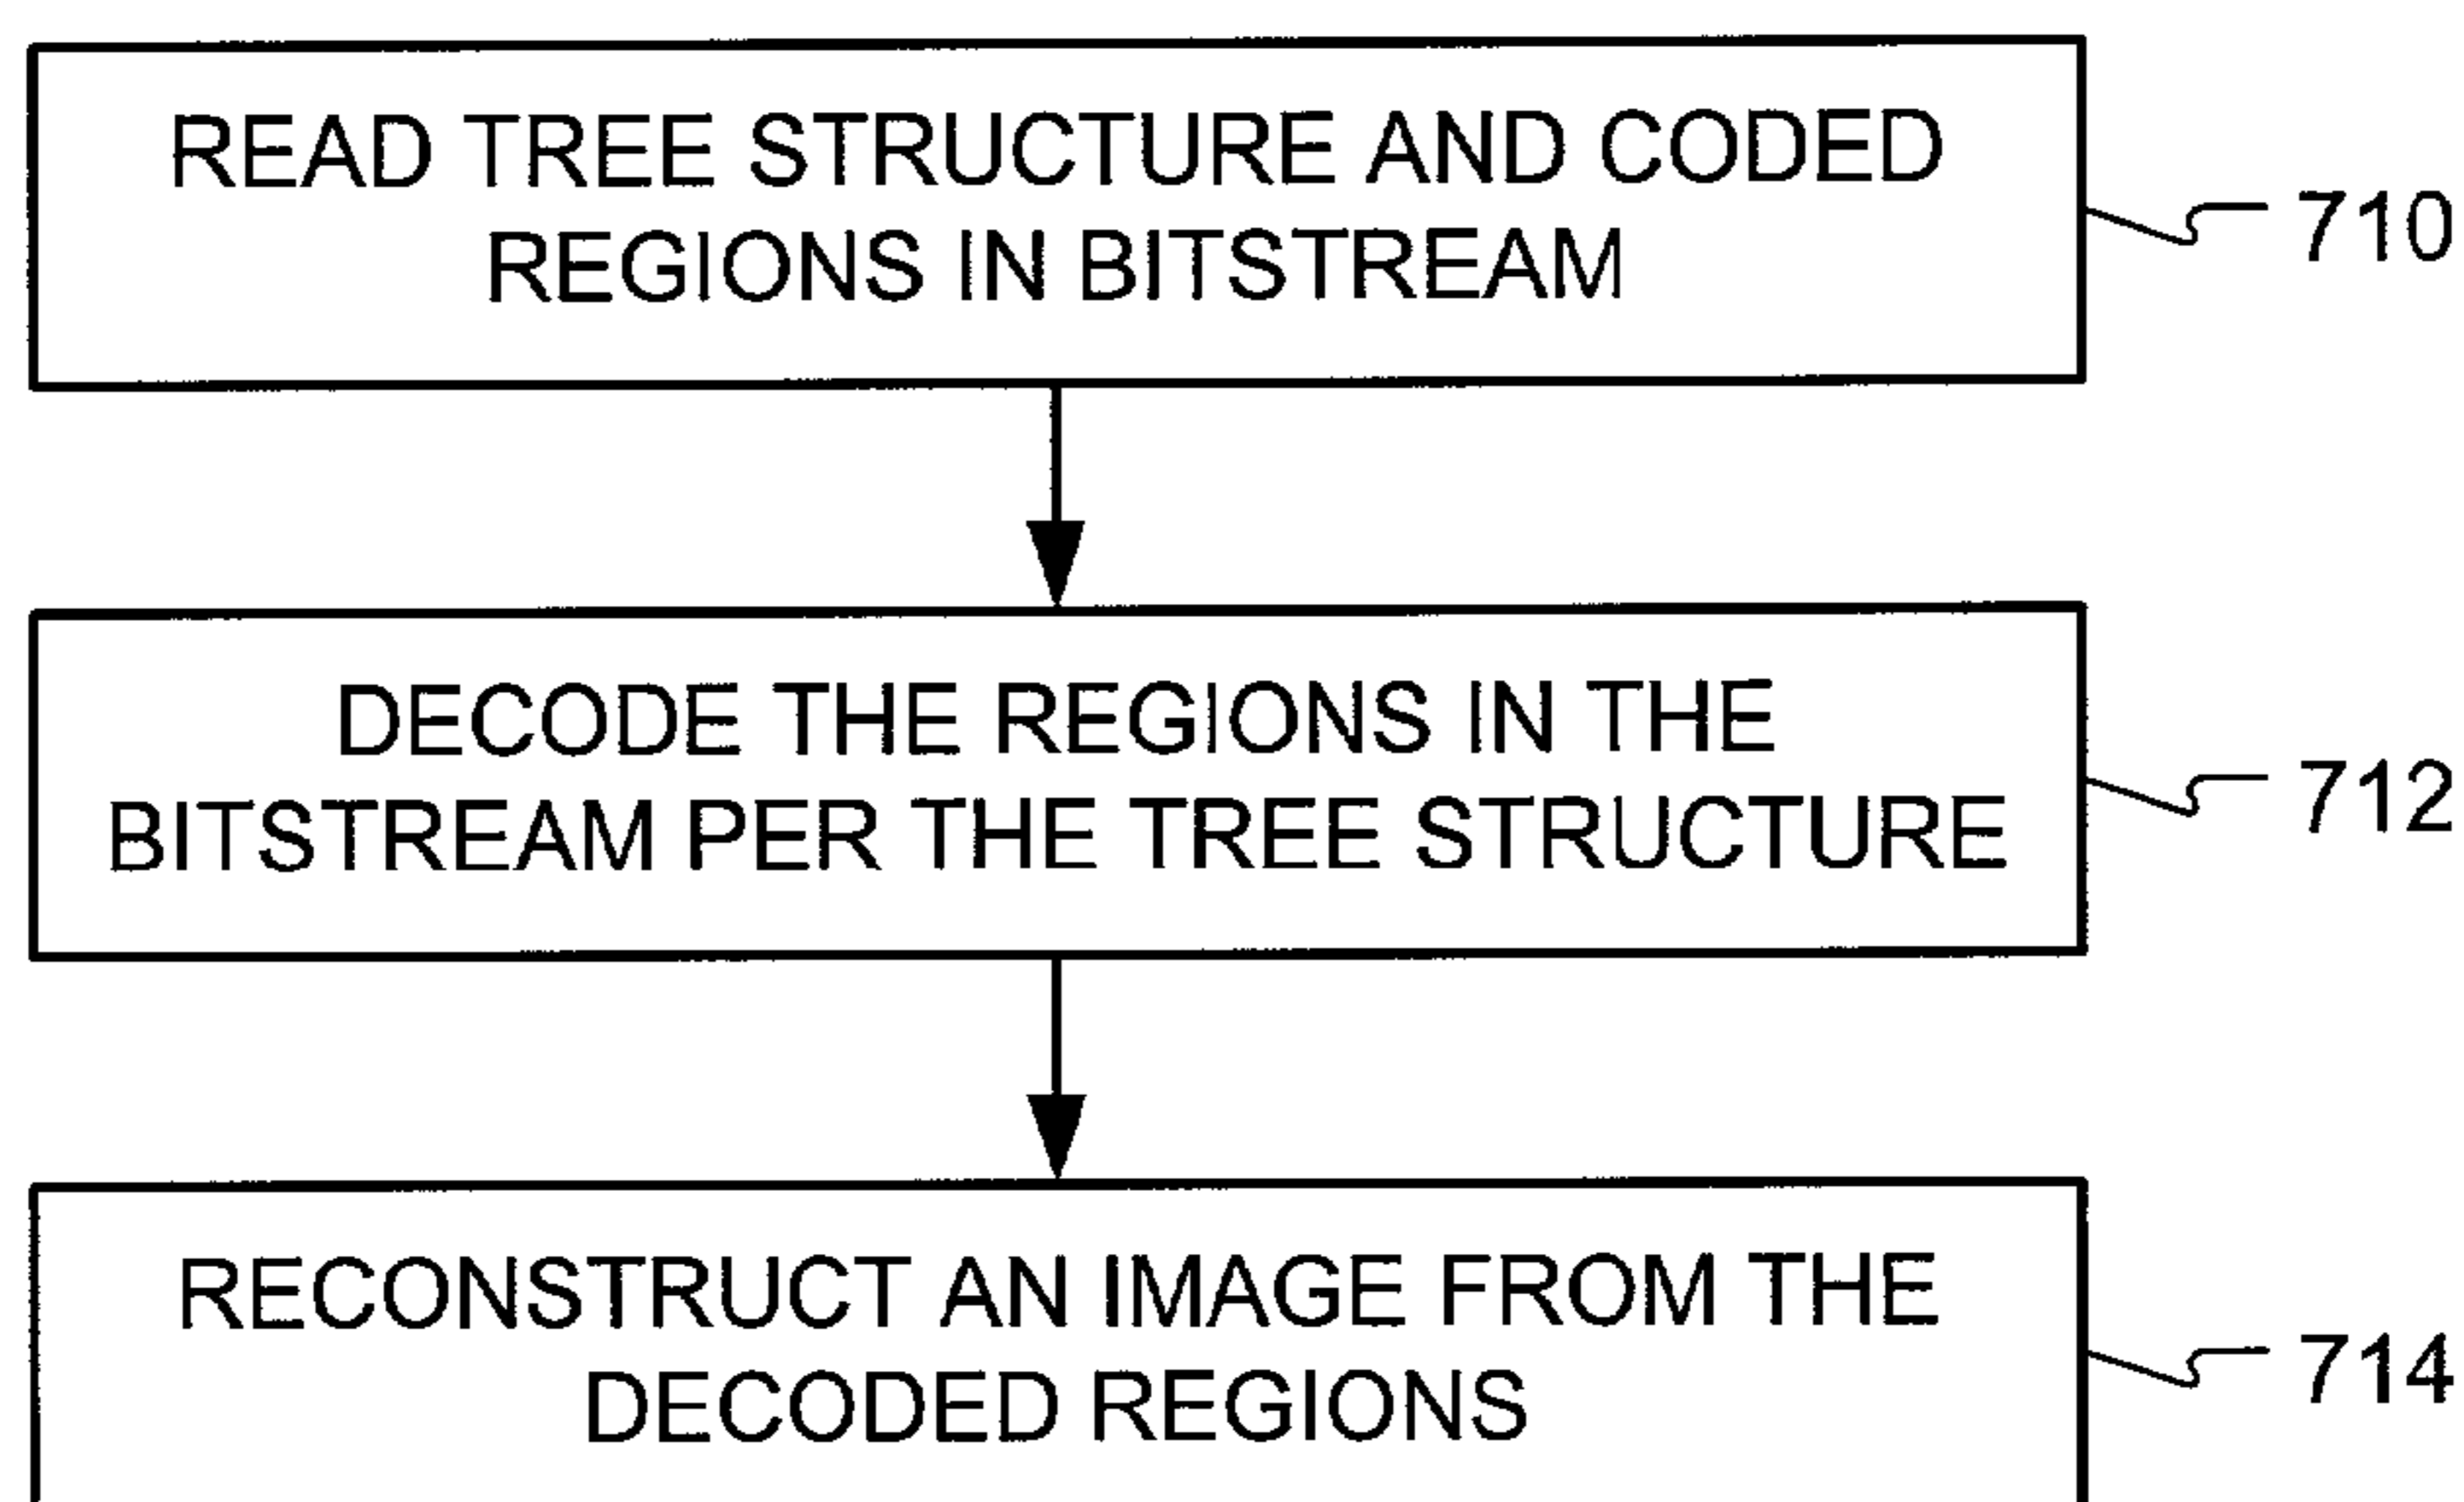 READ TREE STRUCTURE AND CODED
REGIONS IN BITSTREAM
710
DECODE THE REGIONS IN THE
BITSTREAM PER THE TREE STRUCTURE
712
RECONSTRUCT AN IMAGE FROM THE
DECODED REGIONS
714